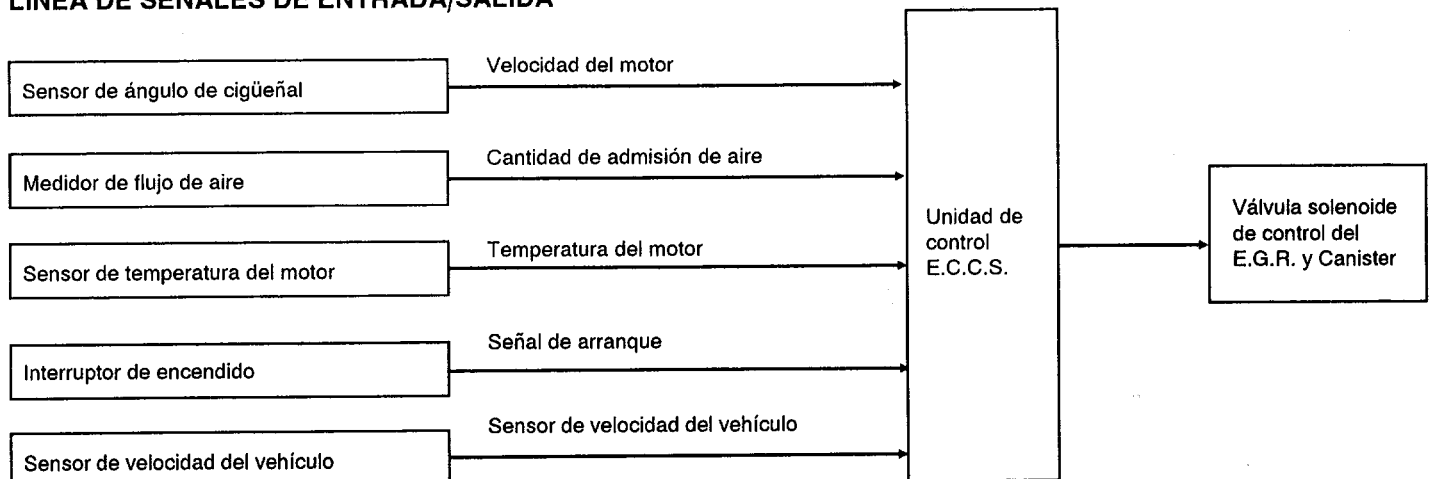 LÍNEA DE SEÑALES DE ENTRADA/SALIDA
Sensor de ángulo de cigüeñal
Velocidad del motor
Medidor de flujo de aire
Cantidad de admisión de aire
Sensor de temperatura del motor
Temperatura del motor
Interruptor de encendido
Señal de arranque
Sensor de velocidad del vehículo
Sensor de velocidad del vehículo
Unidad de
control
E.C.C.S.
Válvula solenoide
de control del
E.G.R. y Canister